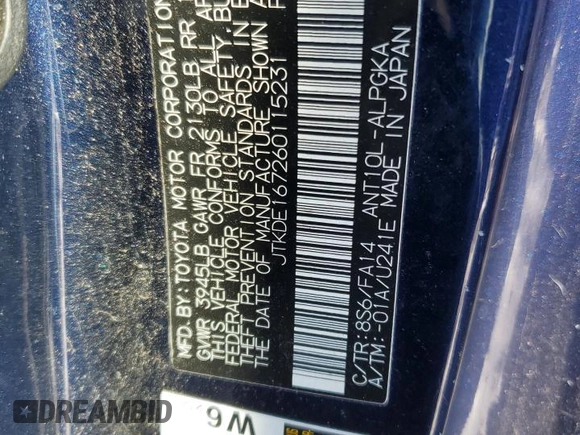 MFD.BY:TOYOTA MOTOR CORPORATION
GVWR 3945LB GAWR FR 2130LB RR
THIS VEHICLE CONFORMS TO ALL AP
FEDERAL MOTOR VEHICLE SAFETY, BU
THEFT PREVENTION STANDARDS IN E
THE DATE OF MANUFACTURE SHOWN A
JTKDE167260115231
C/TR:8S6/FA14 ANT10L-ALPGKA
A/TM:-01A/U241E MADE IN JAPAN
W6
DREAMBID